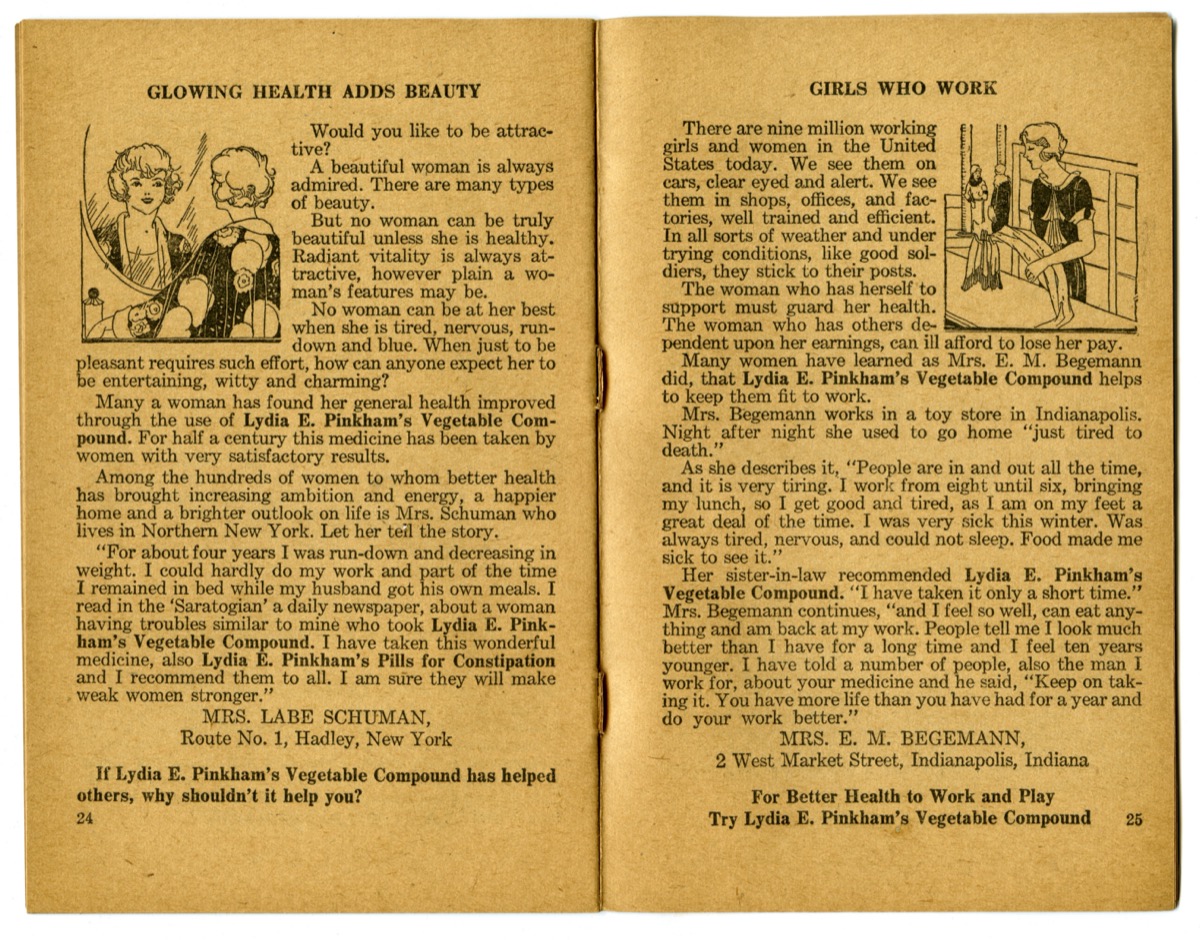 GLOWING HEALTH ADDS BEAUTY
Would you like to be attrac-
tive?
A beautiful woman is always
admired. There are many types
of beauty.
But no woman can be truly
beautiful unless she is healthy.
Radiant vitality is always at-
tractive, however plain a wo-
man's features may be.
No woman can be at her best
when she is tired, nervous, run-
down and blue. When just to be
pleasant requires such effort, how can anyone expect her to
be entertaining, witty and charming?
Many a woman has found her general health improved
through the use of Lydia E. Pinkham's Vegetable Com-
pound. For half a century this medicine has been taken by
women with very satisfactory results.
Among the hundreds of women to whom better health
has brought increasing ambition and energy, a happier
home and a brighter outlook on life is Mrs. Schuman who
lives in Northern New York. Let her tell the story.
"For about four years I was run-down and decreasing in
weight. I could hardly do my work and part of the time
I remained in bed while my husband got his own meals. I
read in the 'Saratogian' a daily newspaper, about a woman
having troubles similar to mine who took Lydia E. Pink-
ham's Vegetable Compound. I have taken this wonderful
medicine, also Lydia E. Pinkham's Pills for Constipation
and I recommend them to all. I am sure they will make
weak women stronger."
MRS. LABE SCHUMAN,
Route No. 1, Hadley, New York
If Lydia E. Pinkham's Vegetable Compound has helped
others, why shouldn't it help you?
24
GIRLS WHO WORK
There are nine million working
girls and women in the United
States today. We see them on
cars, clear eyed and alert. We see
them in shops, offices, and fac-
tories, well trained and efficient.
In all sorts of weather and under
trying conditions, like good sol-
diers, they stick to their posts.
The woman who has herself to
support must guard her health.
The woman who has others de-
pendent upon her earnings, can ill afford to lose her pay.
Many women have learned as Mrs. E. M. Begemann
did, that Lydia E. Pinkham's Vegetable Compound helps
to keep them fit to work.
Mrs. Begemann works in a toy store in Indianapolis.
Night after night she used to go home "just tired to
death."
As she describes it, "People are in and out all the time,
and it is very tiring. I work from eight until six, bringing
my lunch, so I get good and tired, as I am on my feet a
great deal of the time. I was very sick this winter. Was
always tired, nervous, and could not sleep. Food made me
sick to see it."
Her sister-in-law recommended Lydia E. Pinkham's
Vegetable Compound. "I have taken it only a short time."
Mrs. Begemann continues, "and I feel so well, can eat any-
thing and am back at my work. People tell me I look much
better than I have for a long time and I feel ten years
younger. I have told a number of people, also the man I
work for, about your medicine and he said, "Keep on tak-
ing it. You have more life than you have had for a year and
do your work better."
MRS. E. M. BEGEMANN,
2 West Market Street, Indianapolis, Indiana
For Better Health to Work and Play
Try Lydia E. Pinkham's Vegetable Compound
25